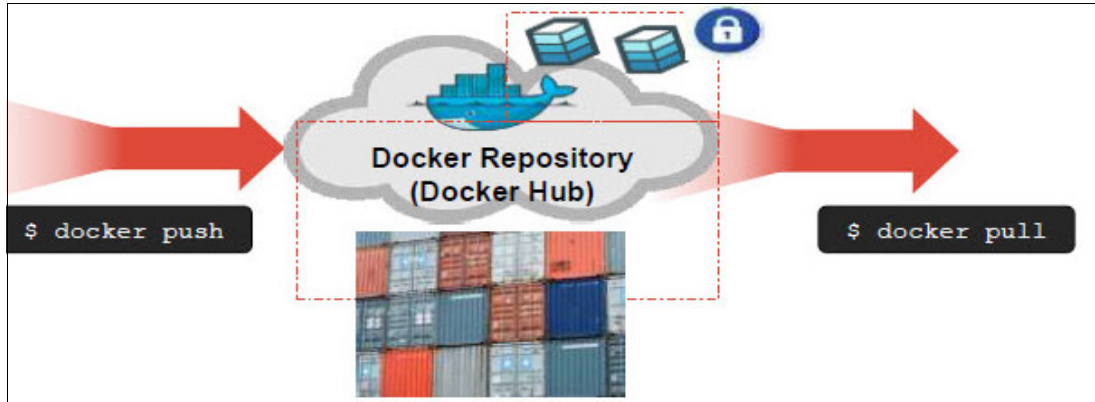 Docker Repository
(Docker Hub)
$ docker push
$ docker pull